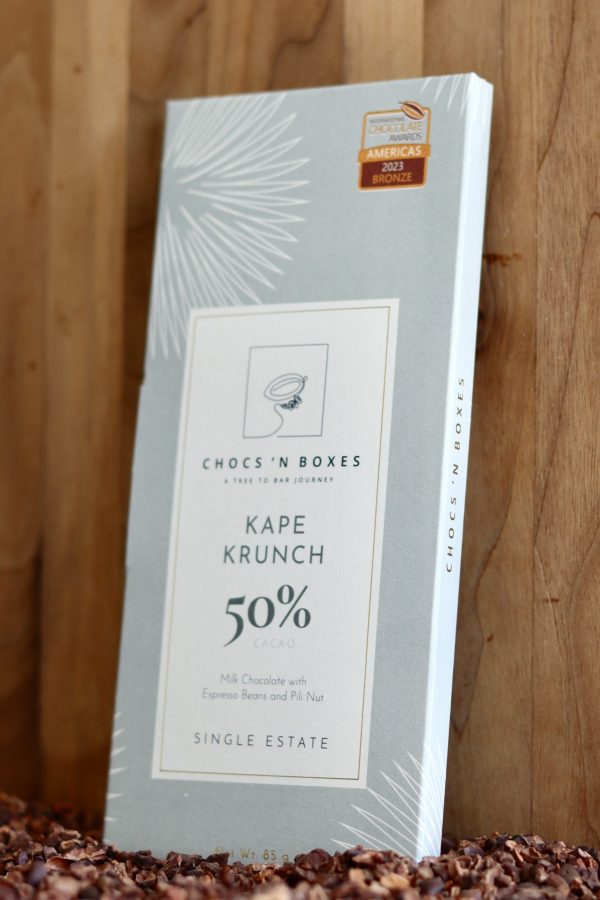 INTERNATIONAL
CHOCOLATE
AWARDS
AMERICAS
2023
BRONZE
CHOCS 'N BOXES
A TREE TO BAR JOURNEY
KAPE
KRUNCH
50%
CACAO
Milk Chocolate with
Espresso Beans and Pili Nut
SINGLE ESTATE
Net Wt. 85 g
CHOCS 'N BOXES